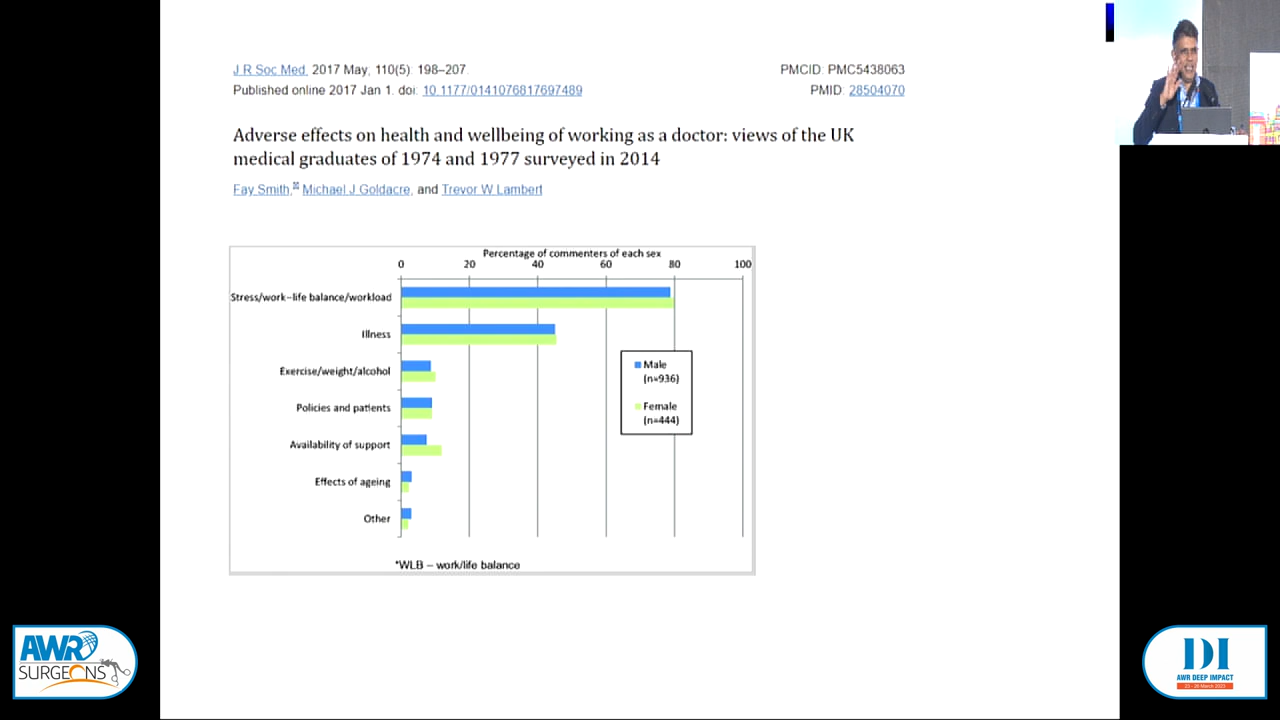 J R Soc Med. 2017 May; 110(5): 198–207.
PMCID: PMC5438063
Published online 2017 Jan 1. doi: 10.1177/0141076817697489
PMID: 28504070
Adverse effects on health and wellbeing of working as a doctor: views of the UK
medical graduates of 1974 and 1977 surveyed in 2014
Fay Smith, Michael J Goldacre, and Trevor W Lambert
Percentage of commenters of each sex
0 20 40 60 80 100
Stress/work–life balance/workload
Illness
Exercise/weight/alcohol
Policies and patients
Availability of support
Effects of ageing
Other
Male
(n=936)
Female
(n=444)
*WLB – work/life balance
AWR
SURGEONS
DI
AWR DEEP IMPACT